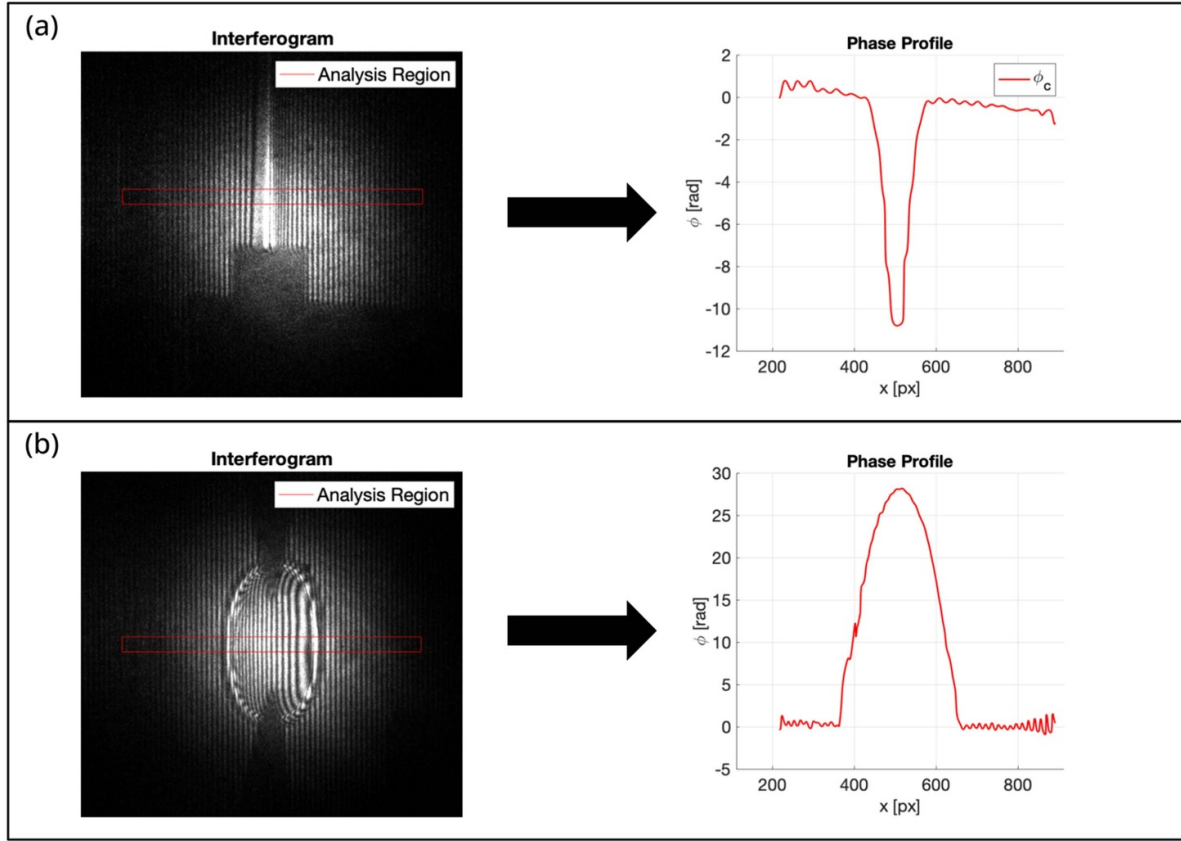 (a)
Interferogram
Analysis Region
Phase Profile
ϕc
2
0
-2
-4
-6
-8
-10
-12
ϕ [rad]
200 400 600 800
x [px]
(b)
Interferogram
Analysis Region
Phase Profile
30
25
20
15
10
5
0
-5
ϕ [rad]
200 400 600 800
x [px]